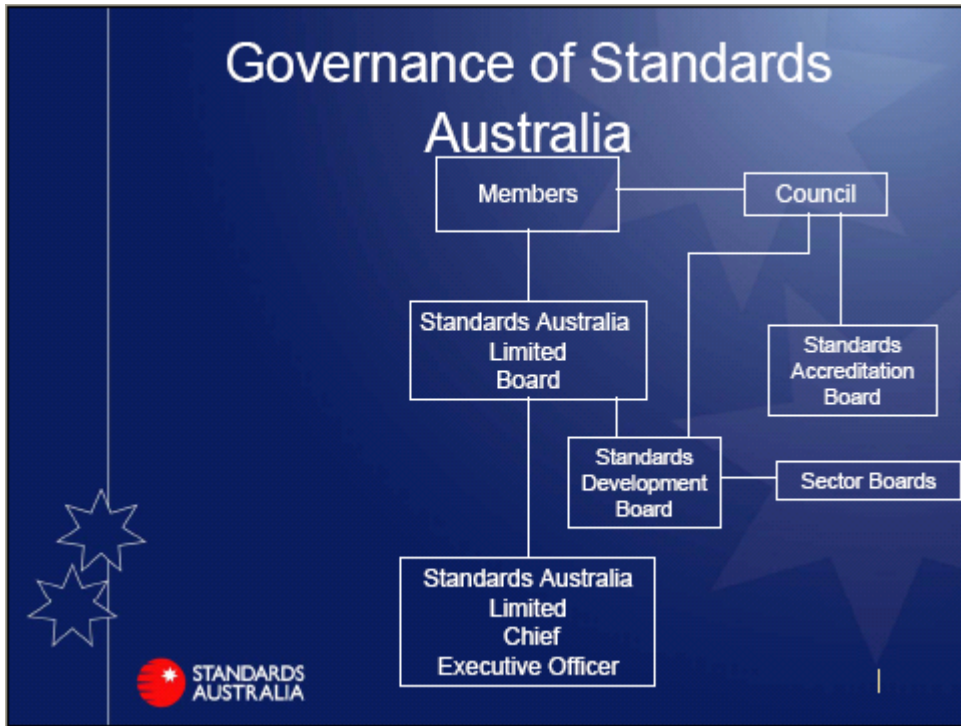 Governance of Standards
Australia
Members
Council
Standards Australia
Limited
Board
Standards
Accreditation
Board
Standards
Development
Board
Sector Boards
Standards Australia
Limited
Chief
Executive Officer
STANDARDS
AUSTRALIA